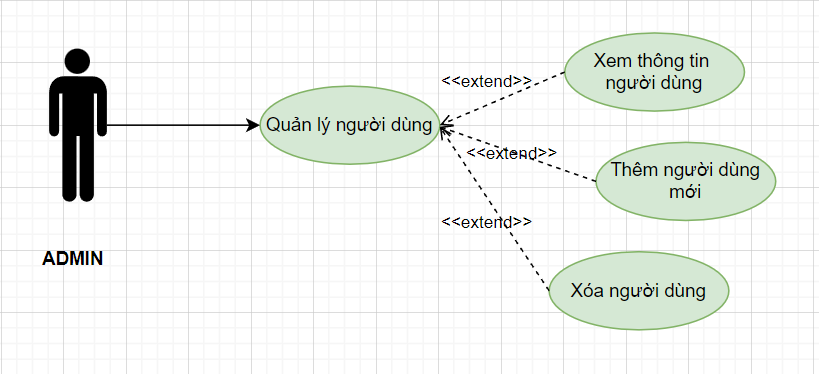 Xem thông tin
người dùng
<<extend>>
Quản lý người dùng
<<extend>>
Thêm người dùng
mới
<<extend>>
ADMIN
Xóa người dùng